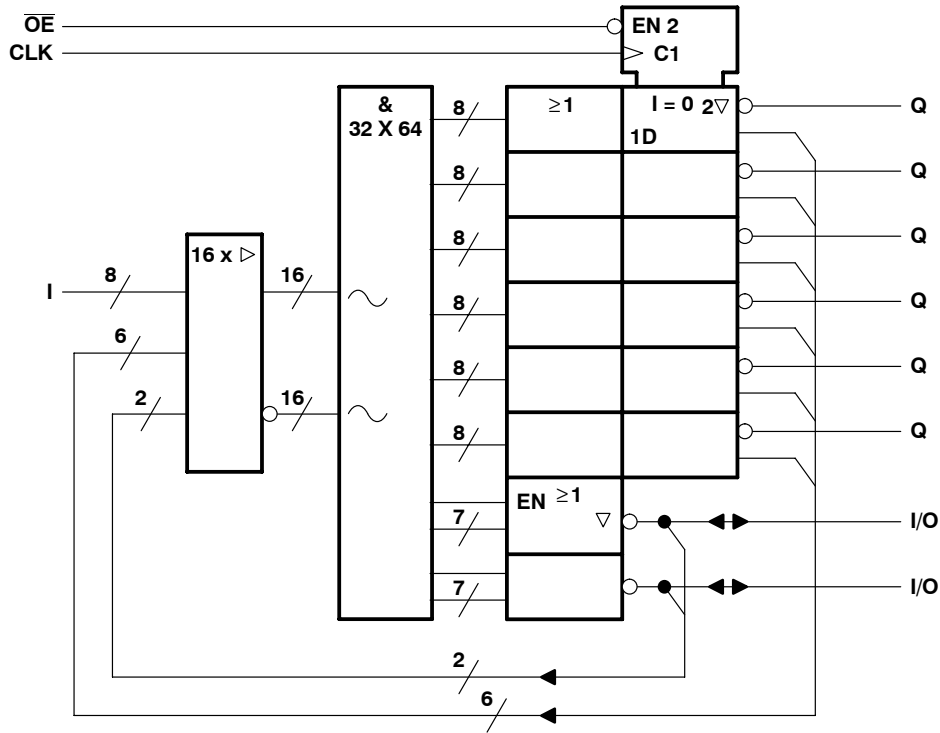 O̅E̅
EN 2
CLK
C1
&
32 X 64
8
≥1
I = 0 2▽
1D
Q
8
Q
8
Q
16 x ▷
I
8
16
8
Q
6
8
Q
2
16
8
Q
EN ≥1
▽
7
I/O
7
I/O
2
6